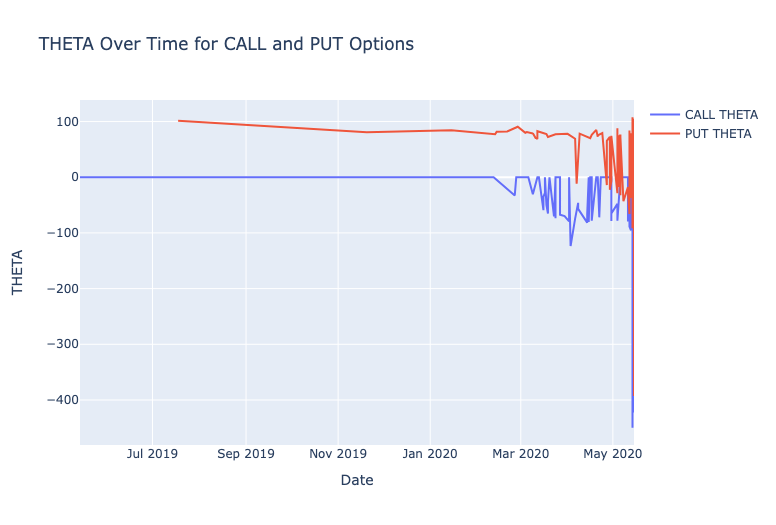 THETA Over Time for CALL and PUT Options
CALL THETA
PUT THETA
100
0
−100
−200
−300
−400
THETA
Jul 2019
Sep 2019
Nov 2019
Jan 2020
Mar 2020
May 2020
Date